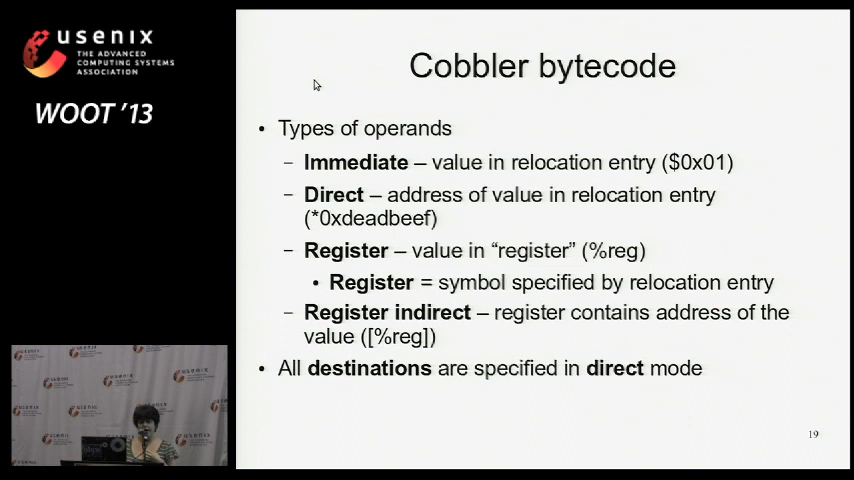 usenix
THE ADVANCED
COMPUTING SYSTEMS
ASSOCIATION
WOOT '13
Cobbler bytecode
• Types of operands
– Immediate – value in relocation entry ($0x01)
– Direct – address of value in relocation entry
(*0xdeadbeef)
– Register – value in “register” (%reg)
• Register = symbol specified by relocation entry
– Register indirect – register contains address of the
value ([%reg])
• All destinations are specified in direct mode
19